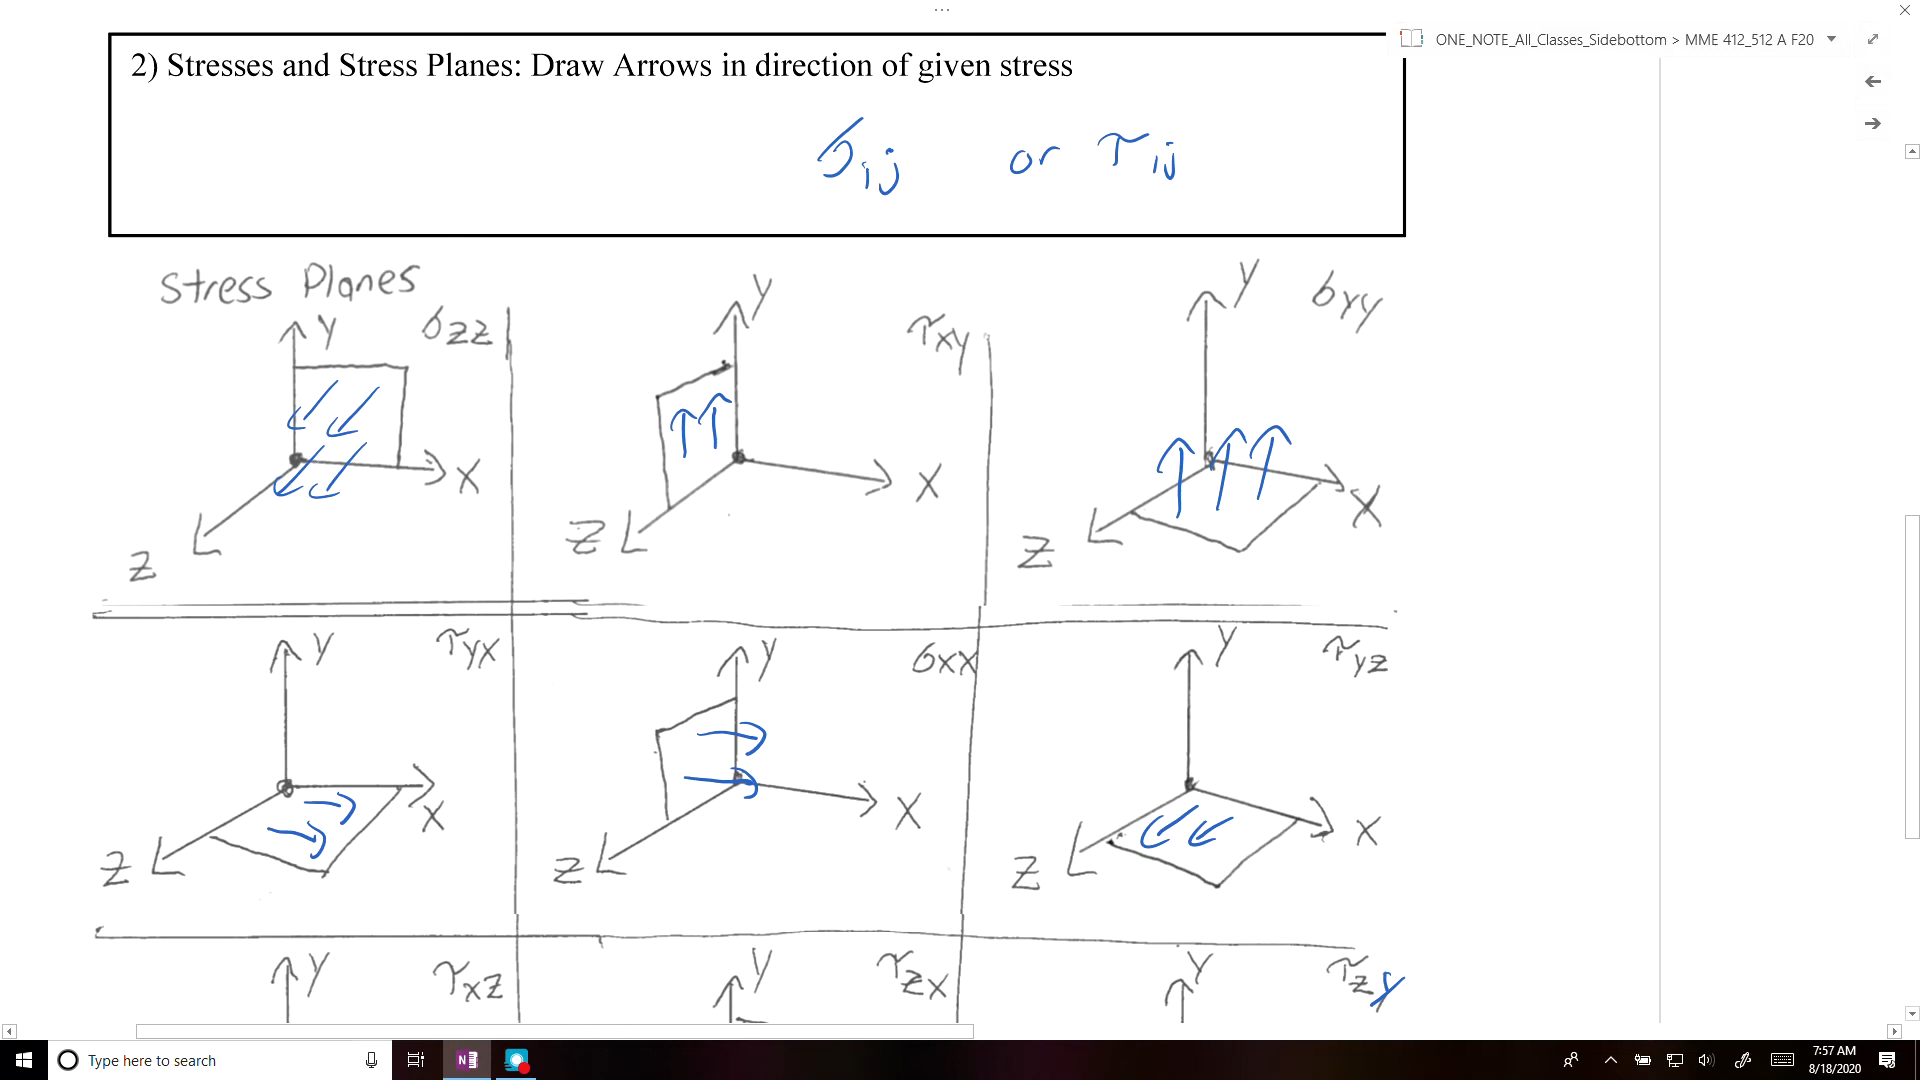 ONE_NOTE_All_Classes_Sidebottom > MME 412_512 A F20
2) Stresses and Stress Planes: Draw Arrows in direction of given stress
σij or τij
Stress Planes
Y σzz
X
Z
Y τxy
X
Z
Y σyy
X
Z
Y τyx
X
Z
Y σxx
X
Z
Y τyz
X
Z
Y τxz
Y τzx
Y τzy
Type here to search
7:57 AM
8/18/2020